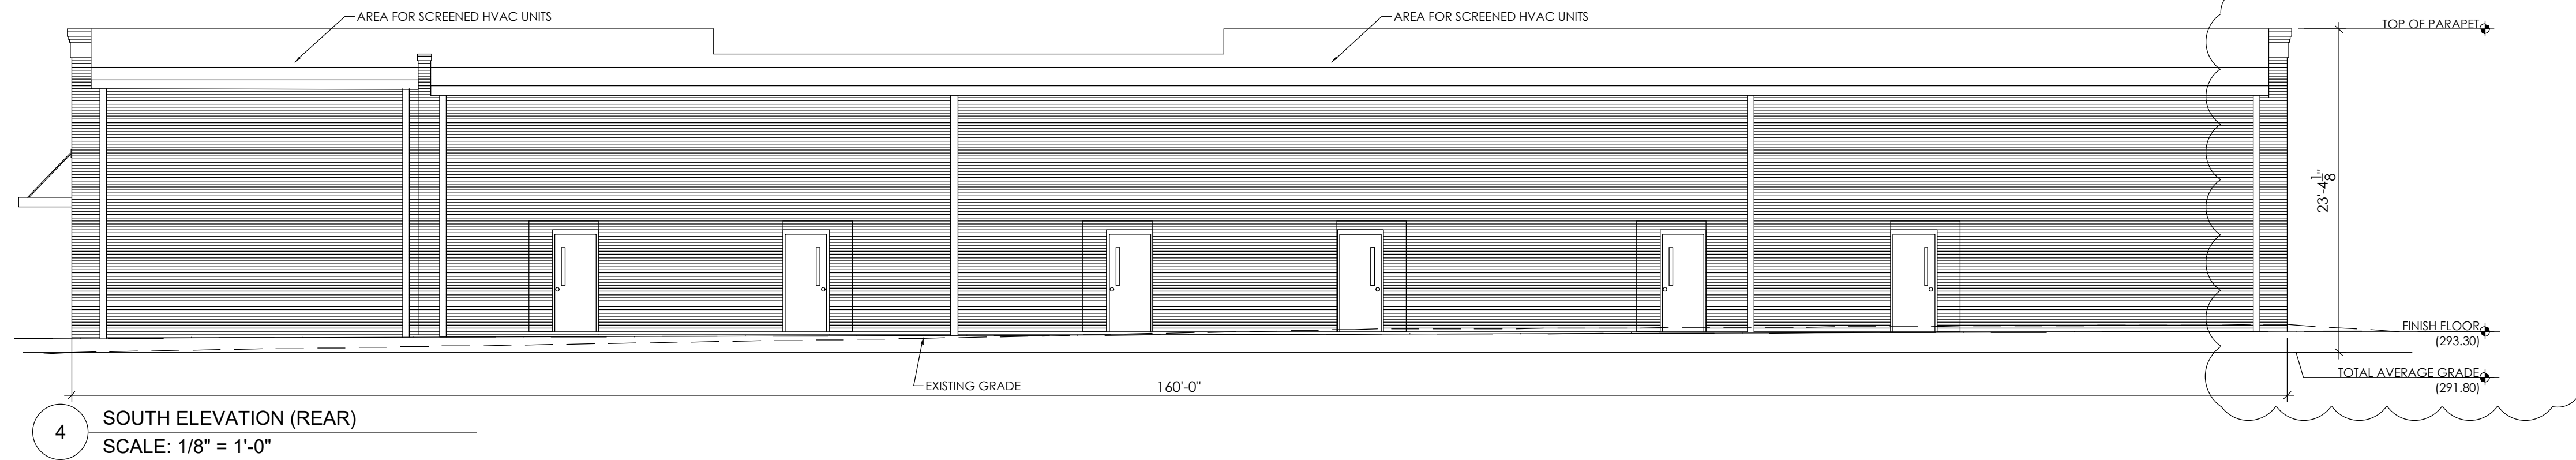 AREA FOR SCREENED HVAC UNITS
AREA FOR SCREENED HVAC UNITS
TOP OF PARAPET
23'-4 1/8"
FINISH FLOOR
(293.30)
EXISTING GRADE
160'-0"
TOTAL AVERAGE GRADE
(291.80)
4
SOUTH ELEVATION (REAR)
SCALE: 1/8" = 1'-0"